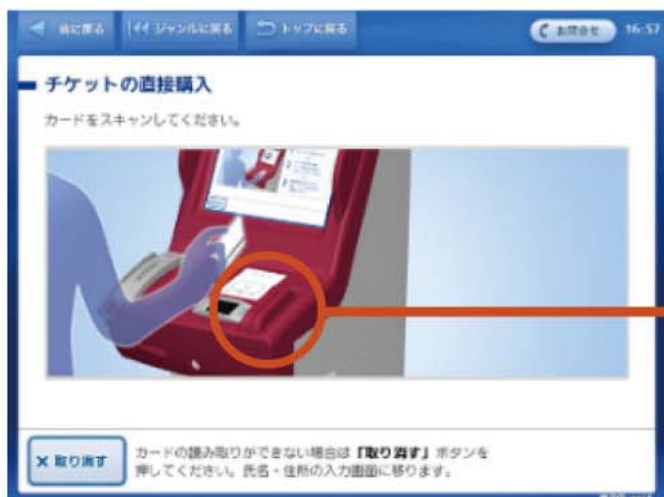 前に戻る
ジャンルに戻る
トップに戻る
お問合せ
16:57
チケットの直接購入
カードをスキャンしてください。
× 取り消す
カードの読み取りができない場合は「取り消す」ボタンを
押してください。氏名・住所の入力画面に移ります。